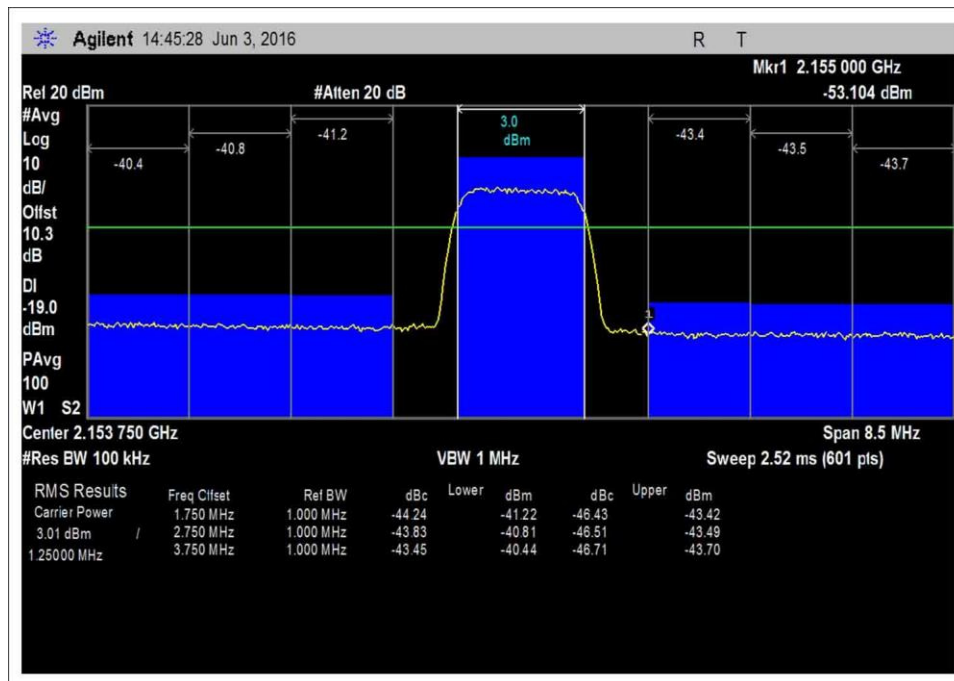 Agilent 14:45:28 Jun 3, 2016 R T
Mkr1 2.155 000 GHz
Ref 20 dBm #Atten 20 dB -53.104 dBm
#Avg
Log
10
dB/
Offst
10.3
dB
DI
-19.0
dBm
PAvg
100
W1 S2
-40.4 -40.8 -41.2 3.0 dBm -43.4 -43.5 -43.7
1
Center 2.153 750 GHz Span 8.5 MHz
#Res BW 100 kHz VBW 1 MHz Sweep 2.52 ms (601 pts)
RMS Results Freq Offset Ref BW dBc Lower dBm dBc Upper dBm
Carrier Power 1.750 MHz 1.000 MHz -44.24 -41.22 -46.43 -43.42
3.01 dBm / 2.750 MHz 1.000 MHz -43.83 -40.81 -46.51 -43.49
1.25000 MHz 3.750 MHz 1.000 MHz -43.45 -40.44 -46.71 -43.70